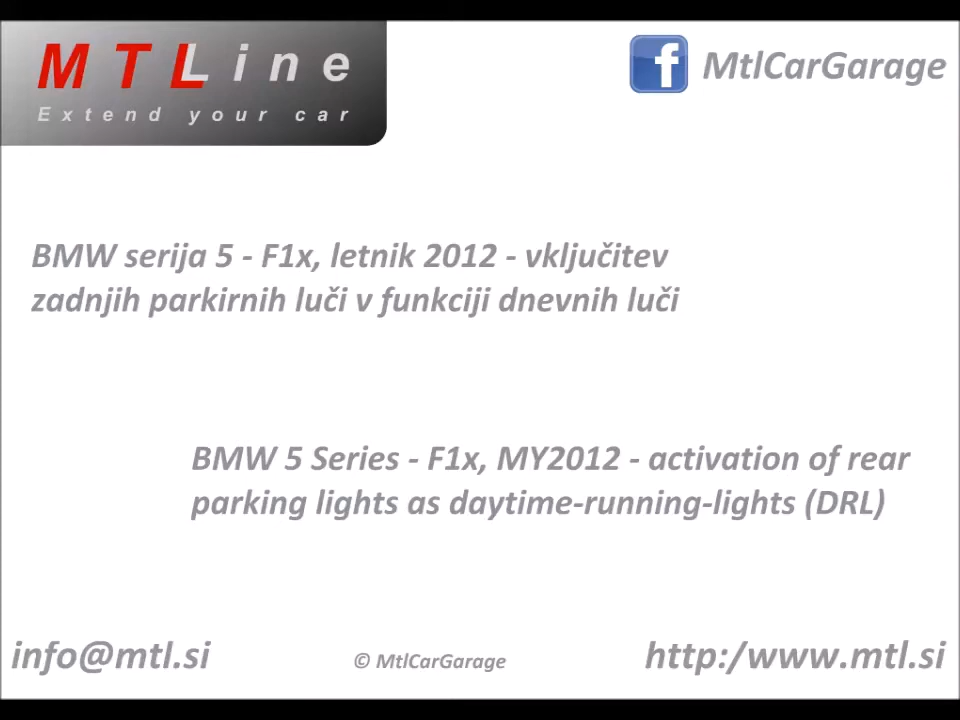 MTLLine
Extend your car
MtlCarGarage
BMW serija 5 - F1x, letnik 2012 - vključitev
zadnjih parkirnih luči v funkciji dnevnih luči
BMW 5 Series - F1x, MY2012 - activation of rear
parking lights as daytime-running-lights (DRL)
info@mtl.si
© MtlCarGarage
http:/www.mtl.si